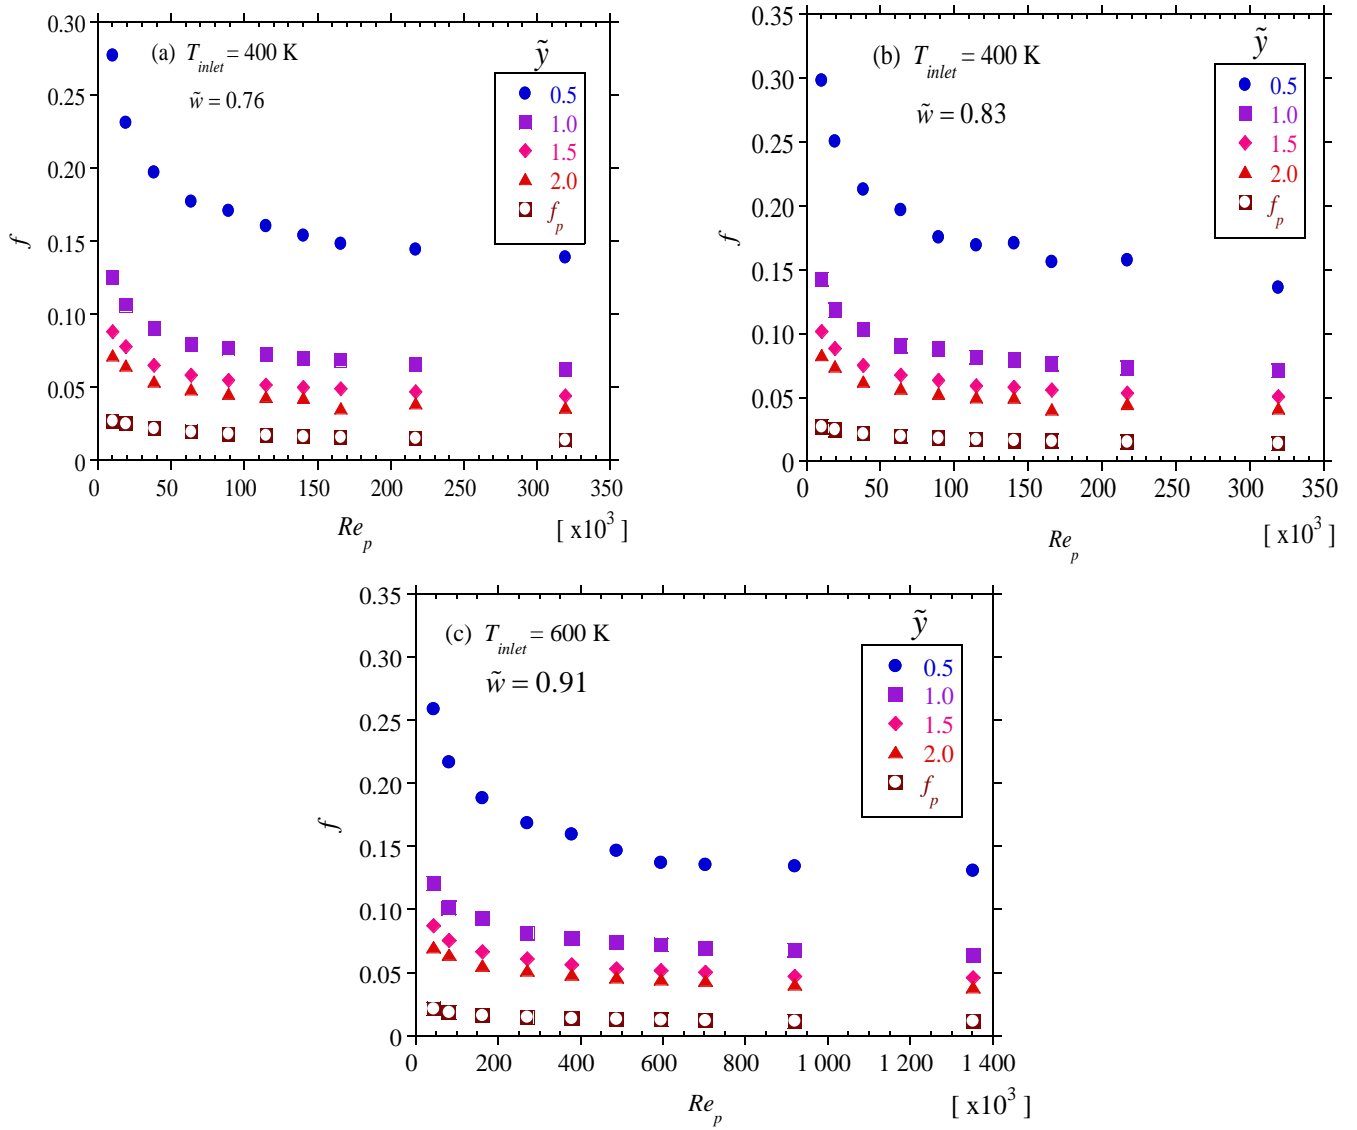 (a) T_inlet = 400 K
w̃ = 0.76
ỹ
0.5
1.0
1.5
2.0
f_p
0.30
0.25
0.20
0.15
0.10
0.05
0
f
0 50 100 150 200 250 300 350
Re_p [ x10^3 ]
(b) T_inlet = 400 K
w̃ = 0.83
ỹ
0.5
1.0
1.5
2.0
f_p
0.35
0.30
0.25
0.20
0.15
0.10
0.05
0
f
0 50 100 150 200 250 300 350
Re_p [ x10^3 ]
(c) T_inlet = 600 K
w̃ = 0.91
ỹ
0.5
1.0
1.5
2.0
f_p
0.35
0.30
0.25
0.20
0.15
0.10
0.05
0
f
0 200 400 600 800 1 000 1 200 1 400
Re_p [ x10^3 ]